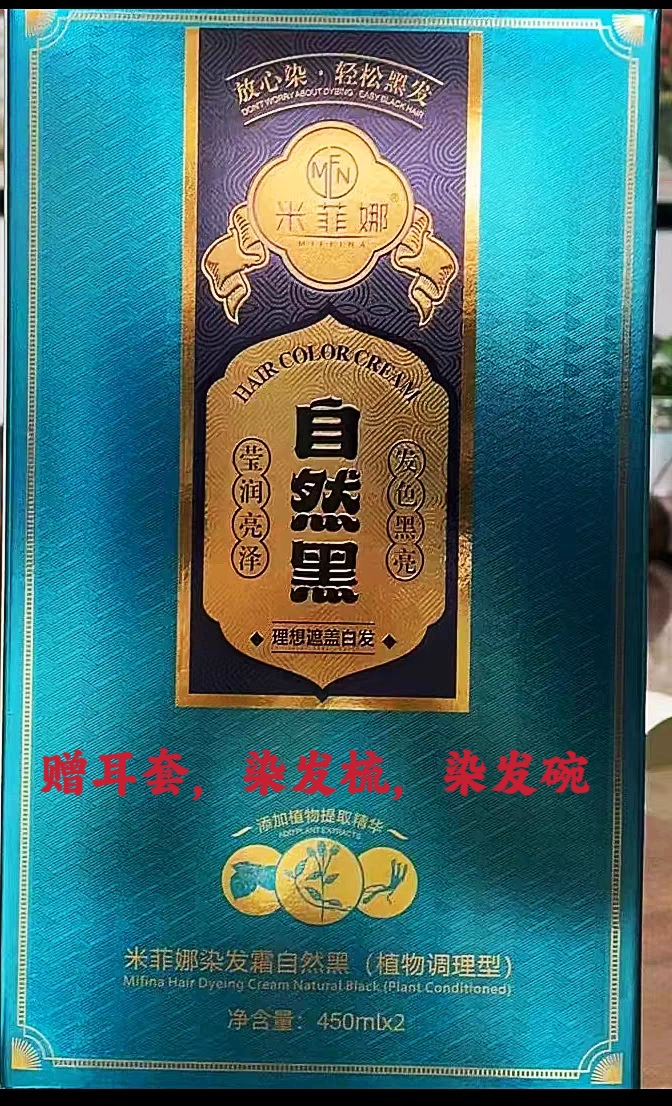 放心染·轻松黑发
DON'T WORRY ABOUT DYEING · EASY BLACK HAIR
MFN
米菲娜®
MIFINA
HAIR COLOR CREAM
自然黑
莹润亮泽
发色黑亮
理想遮盖白发
赠耳套，染发梳，染发碗
添加植物提取精华
ADD PLANT EXTRACTS
米菲娜染发霜自然黑（植物调理型）
Mifina Hair Dyeing Cream Natural Black (Plant Conditioned)
净含量：450mlx2